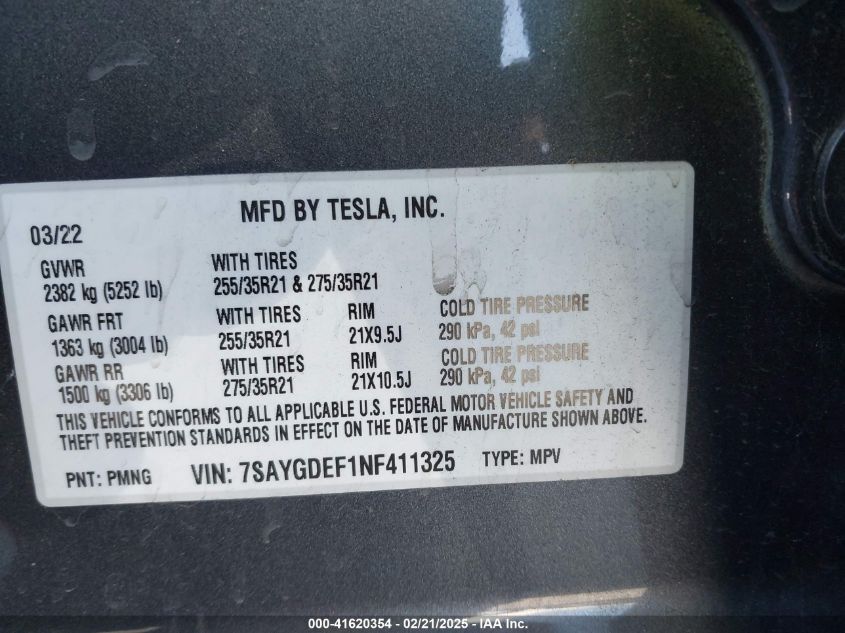 MFD BY TESLA, INC.
03/22
GVWR WITH TIRES
2382 kg (5252 lb) 255/35R21 & 275/35R21
GAWR FRT WITH TIRES RIM COLD TIRE PRESSURE
1363 kg (3004 lb) 255/35R21 21X9.5J 290 kPa, 42 psi
GAWR RR WITH TIRES RIM COLD TIRE PRESSURE
1500 kg (3306 lb) 275/35R21 21X10.5J 290 kPa, 42 psi
THIS VEHICLE CONFORMS TO ALL APPLICABLE U.S. FEDERAL MOTOR VEHICLE SAFETY AND
THEFT PREVENTION STANDARDS IN EFFECT ON THE DATE OF MANUFACTURE SHOWN ABOVE.
PNT: PMNG VIN: 7SAYGDEF1NF411325 TYPE: MPV
000-41620354 - 02/21/2025 - IAA Inc.